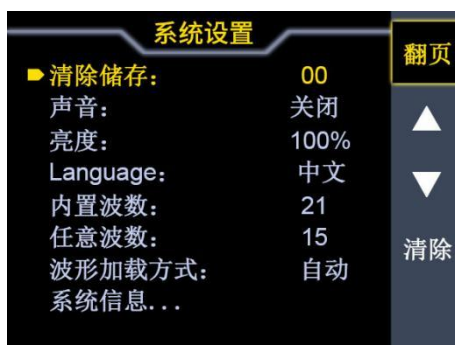 系统设置
清除储存： 00
声音： 关闭
亮度： 100%
Language： 中文
内置波数： 21
任意波数： 15
波形加载方式： 自动
系统信息...
翻页
清除